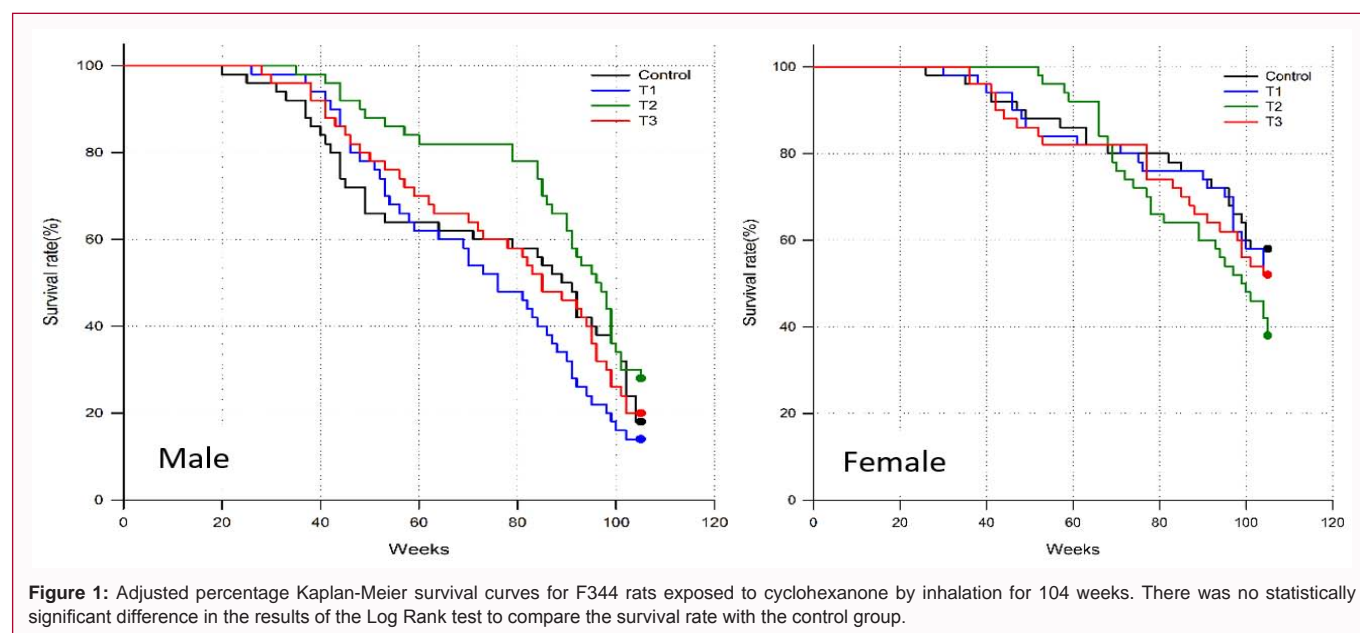 100
80
60
40
20
0
Survival rate(%)
Control
T1
T2
T3
Male
0 20 40 60 80 100 120
Weeks
100
80
60
40
20
0
Survival rate(%)
Control
T1
T2
T3
Female
0 20 40 60 80 100 120
Weeks
Figure 1: Adjusted percentage Kaplan-Meier survival curves for F344 rats exposed to cyclohexanone by inhalation for 104 weeks. There was no statistically
significant difference in the results of the Log Rank test to compare the survival rate with the control group.